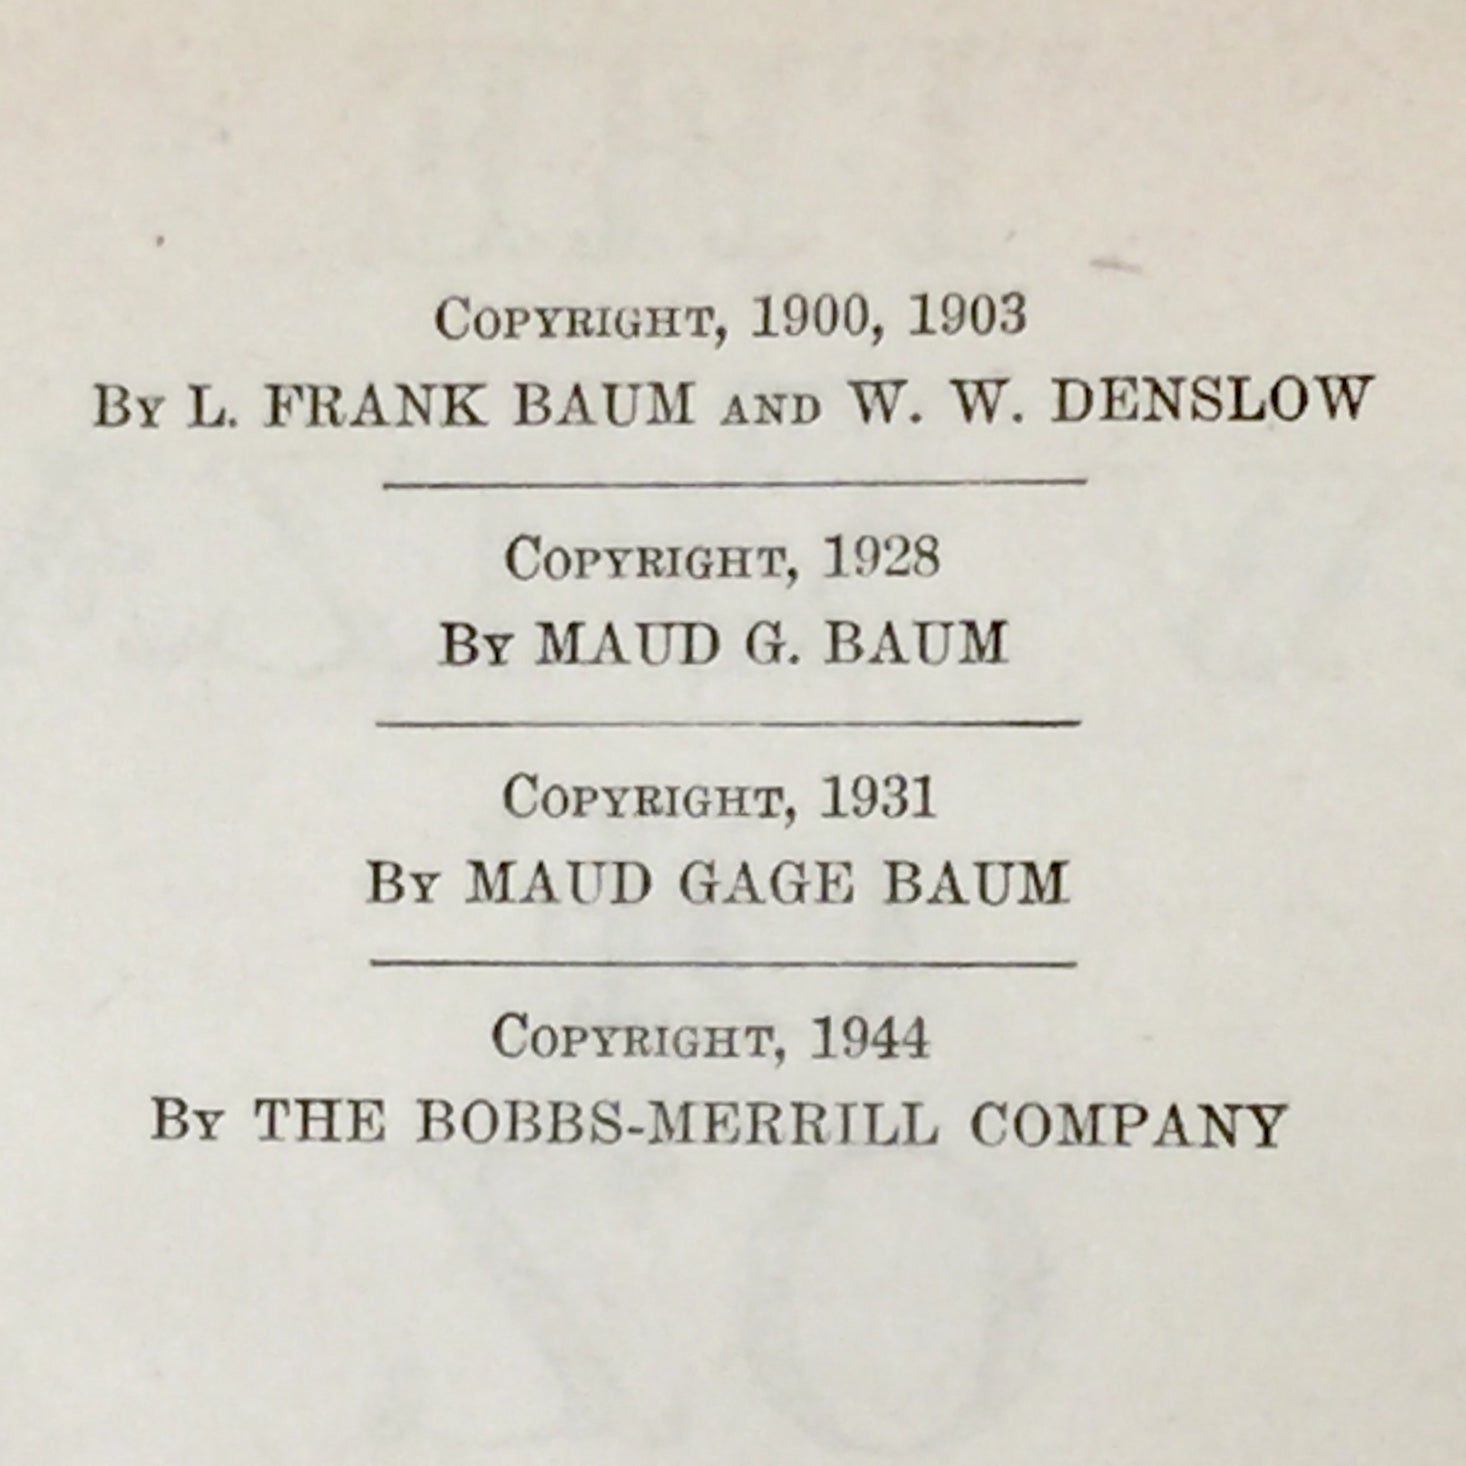 Copyright, 1900, 1903
By L. FRANK BAUM AND W. W. DENSLOW
Copyright, 1928
By MAUD G. BAUM
Copyright, 1931
By MAUD GAGE BAUM
Copyright, 1944
By THE BOBBS-MERRILL COMPANY